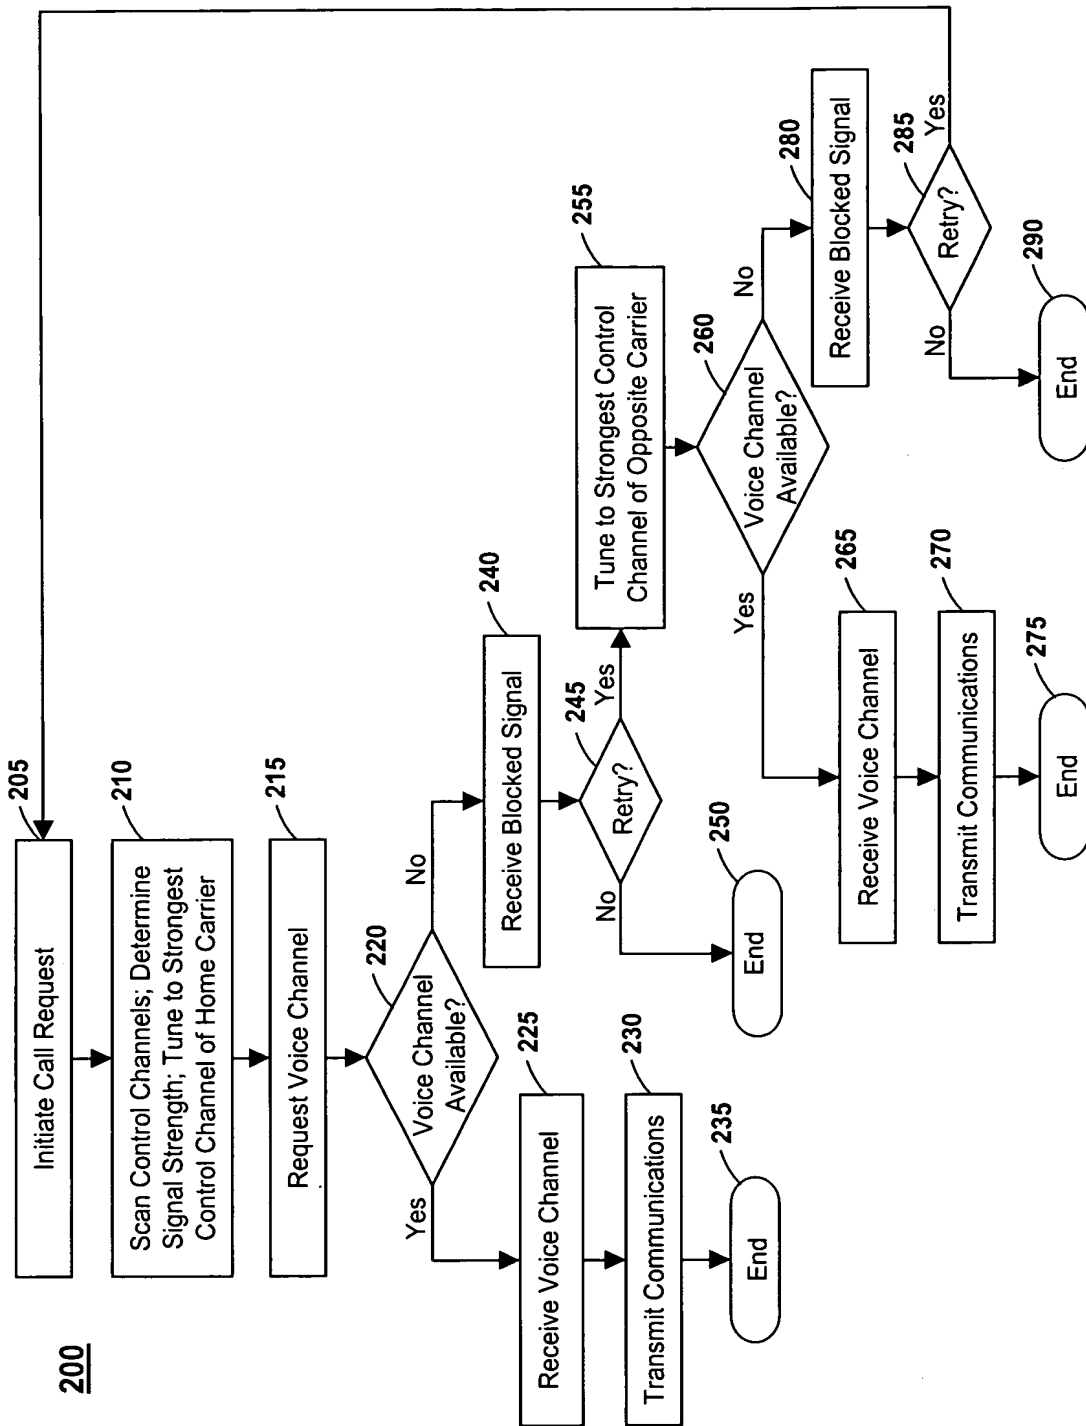 200
205
Initiate Call Request
210
Scan Control Channels; Determine
Signal Strength; Tune to Strongest
Control Channel of Home Carrier
215
Request Voice Channel
220
Voice Channel
Available?
Yes
No
225
Receive Voice Channel
230
Transmit Communications
235
End
240
Receive Blocked Signal
245
Retry?
No
Yes
250
End
255
Tune to Strongest Control
Channel of Opposite Carrier
260
Voice Channel
Available?
Yes
No
265
Receive Voice Channel
270
Transmit Communications
275
End
280
Receive Blocked Signal
285
Retry?
No
Yes
290
End